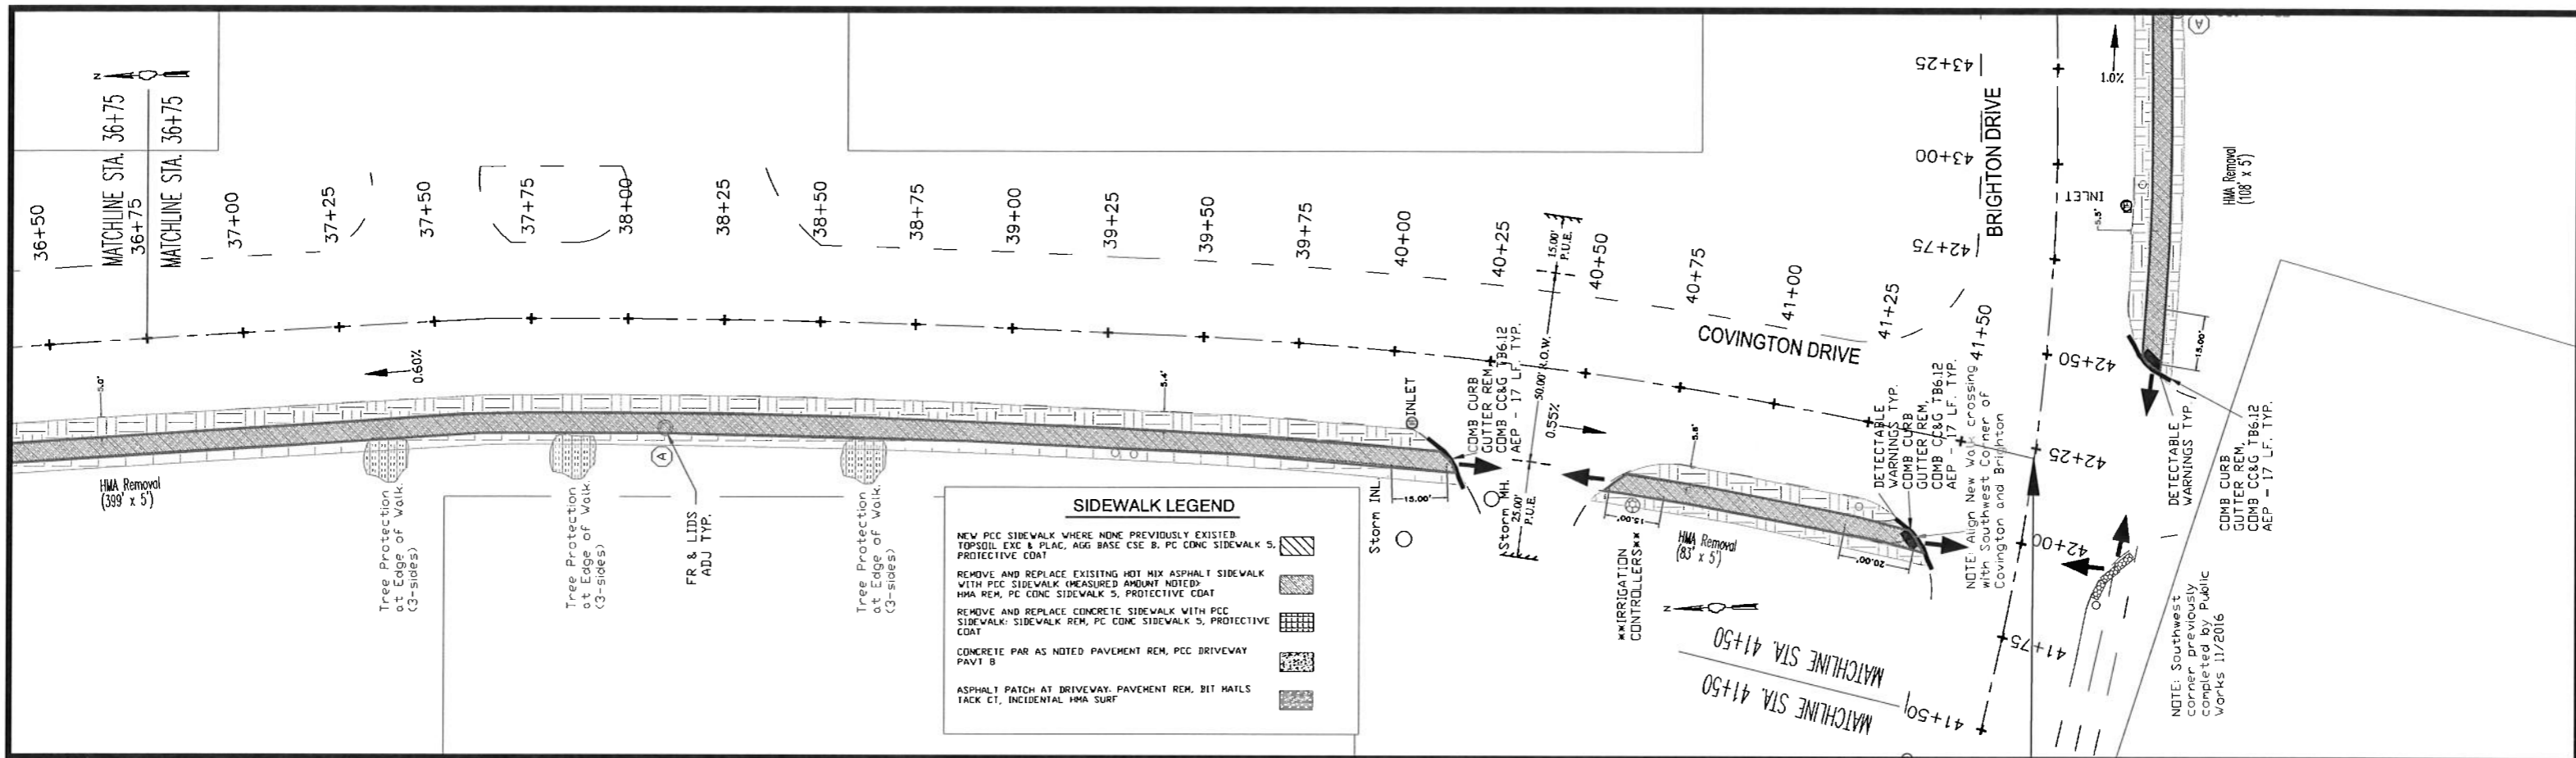 N
MATCHLINE STA. 36+75
36+75
MATCHLINE STA. 36+75
36+50
37+00
37+25
37+50
37+75
38+00
38+25
38+50
38+75
39+00
39+25
39+50
39+75
40+00
40+25
40+50
40+75
41+00
41+25
41+50
0.60%
5.0'
5.4'
HMA Removal
(399' x 5')
Tree Protection
at Edge of Walk.
(3-sides)
Tree Protection
at Edge of Walk.
(3-sides)
A
FR & LIDS
ADJ TYP.
Tree Protection
at Edge of Walk.
(3-sides)
SIDEWALK LEGEND
NEW PCC SIDEWALK WHERE NONE PREVIOUSLY EXISTED
TOPSOIL EXC & PLAC, AGG BASE CSE B, PC CONC SIDEWALK 5,
PROTECTIVE COAT
REMOVE AND REPLACE EXISITNG HOT MIX ASPHALT SIDEWALK
WITH PCC SIDEWALK (MEASURED AMOUNT NOTED)
HMA REM, PC CONC SIDEWALK 5, PROTECTIVE COAT
REMOVE AND REPLACE CONCRETE SIDEWALK WITH PCC
SIDEWALK: SIDEWALK REM, PC CONC SIDEWALK 5, PROTECTIVE
COAT
CONCRETE PAR AS NOTED PAVEMENT REM, PCC DRIVEWAY
PAVT 8
ASPHALT PATCH AT DRIVEWAY: PAVEMENT REM, BIT MATLS
TACK CT, INCIDENTAL HMA SURF
INLET
15.00'
Storm INL.
Storm MH.
COMB CURB
GUTTER REM,
COMB CC&G TB6.12
AEP - 17 LF. TYP.
15.00'
P.U.E.
50.00' R.O.W.
25.00'
P.U.E.
0.55%
COVINGTON DRIVE
5.8'
15.00'
20.00'
HMA Removal
(83' x 5')
**IRRIGATION
CONTROLLERS**
DETECTABLE
WARNINGS TYP.
COMB CURB
GUTTER REM,
COMB CC&G TB6.12
AEP - 17 LF. TYP.
NOTE: Align New Walk crossing
with Southwest Corner of
Covington and Brighton
N
MATCHLINE STA. 41+50
MATCHLINE STA. 41+50
41+50
41+75
42+00
42+25
42+50
42+75
43+00
43+25
BRIGHTON DRIVE
1.0%
A
INLET
5.5'
HMA Removal
(108' x 5')
15.00'
DETECTABLE
WARNINGS TYP.
COMB CURB
GUTTER REM,
COMB CC&G TB6.12
AEP - 17 LF. TYP.
NOTE: Southwest
corner previously
completed by Public
Works 11/2016